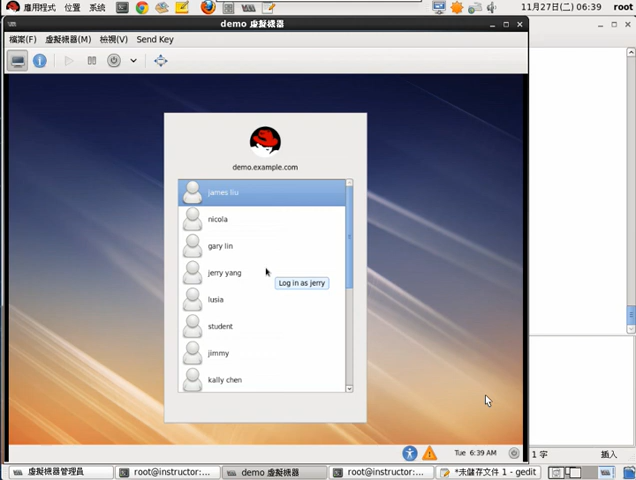 應用程式 位置 系統
11月27日(二) 06:39 root
demo 虛擬機器
檔案(F) 虛擬機器(M) 檢視(V) Send Key
demo.example.com
james liu
nicola
gary lin
jerry yang
Log in as jerry
lusia
student
jimmy
kally chen
Tue 6:39 AM
1 字 插入
虛擬機器管理員
root@instructor:...
demo 虛擬機器
root@instructor:...
*未儲存文件 1 - gedit